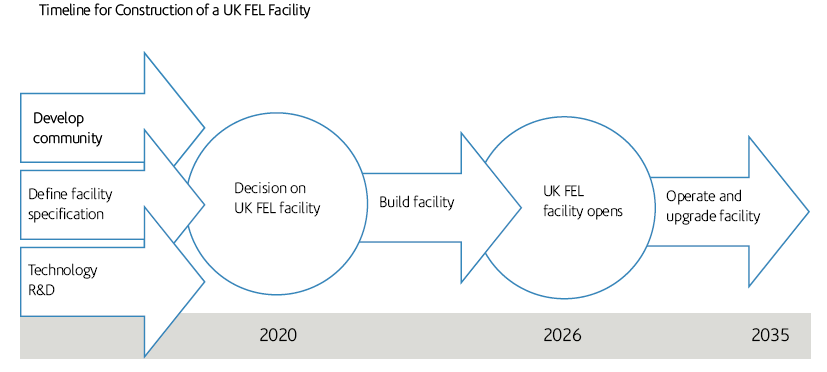 Timeline for Construction of a UK FEL Facility
Develop
community
Define facility
specification
Technology
R&D
Decision on
UK FEL facility
Build facility
UK FEL
facility opens
Operate and
upgrade facility
2020
2026
2035